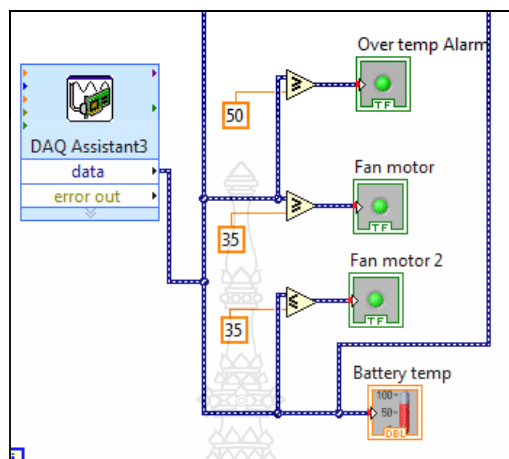 Over temp Alarm
TF
50
DAQ Assistant3
data
error out
Fan motor
TF
35
Fan motor 2
TF
35
Battery temp
100
50
DBL
i